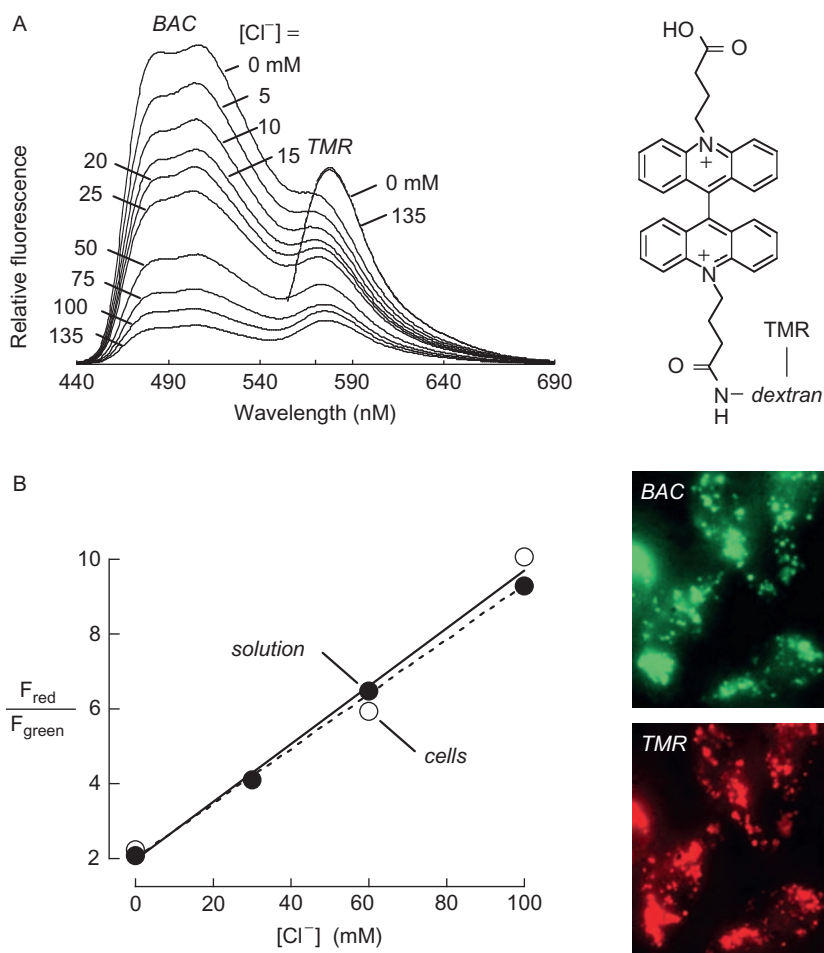 A
BAC
[Cl⁻] =
0 mM
5
10
15
20
25
50
75
100
135
TMR
0 mM
135
Relative fluorescence
440 490 540 590 640 690
Wavelength (nM)
HO
O
N
+
+
N
O
N
H
TMR
dextran
B
10
8
6
4
2
F red
F green
solution
cells
0 20 40 60 80 100
[Cl⁻] (mM)
BAC
TMR